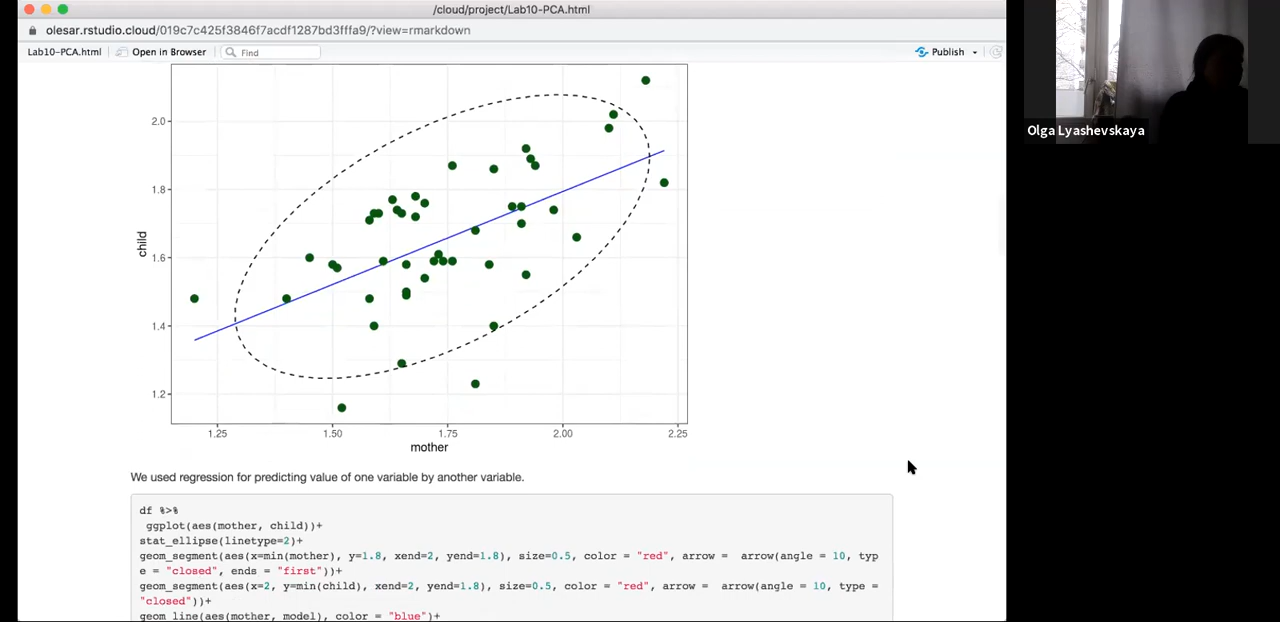 /cloud/project/Lab10-PCA.html
olesar.rstudio.cloud/019c7c425f3846f7acdf1287bd3fffa9/?view=rmarkdown
Lab10-PCA.html Open in Browser Find Publish
Olga Lyashevskaya
2.0
1.8
child
1.6
1.4
1.2
1.25 1.50 1.75 2.00 2.25
mother
We used regression for predicting value of one variable by another variable.
df %>%
ggplot(aes(mother, child))+
stat_ellipse(linetype=2)+
geom_segment(aes(x=min(mother), y=1.8, xend=2, yend=1.8), size=0.5, color = "red", arrow = arrow(angle = 10, typ
e = "closed", ends = "first"))+
geom_segment(aes(x=2, y=min(child), xend=2, yend=1.8), size=0.5, color = "red", arrow = arrow(angle = 10, type =
"closed"))+
geom_line(aes(mother, model), color = "blue")+